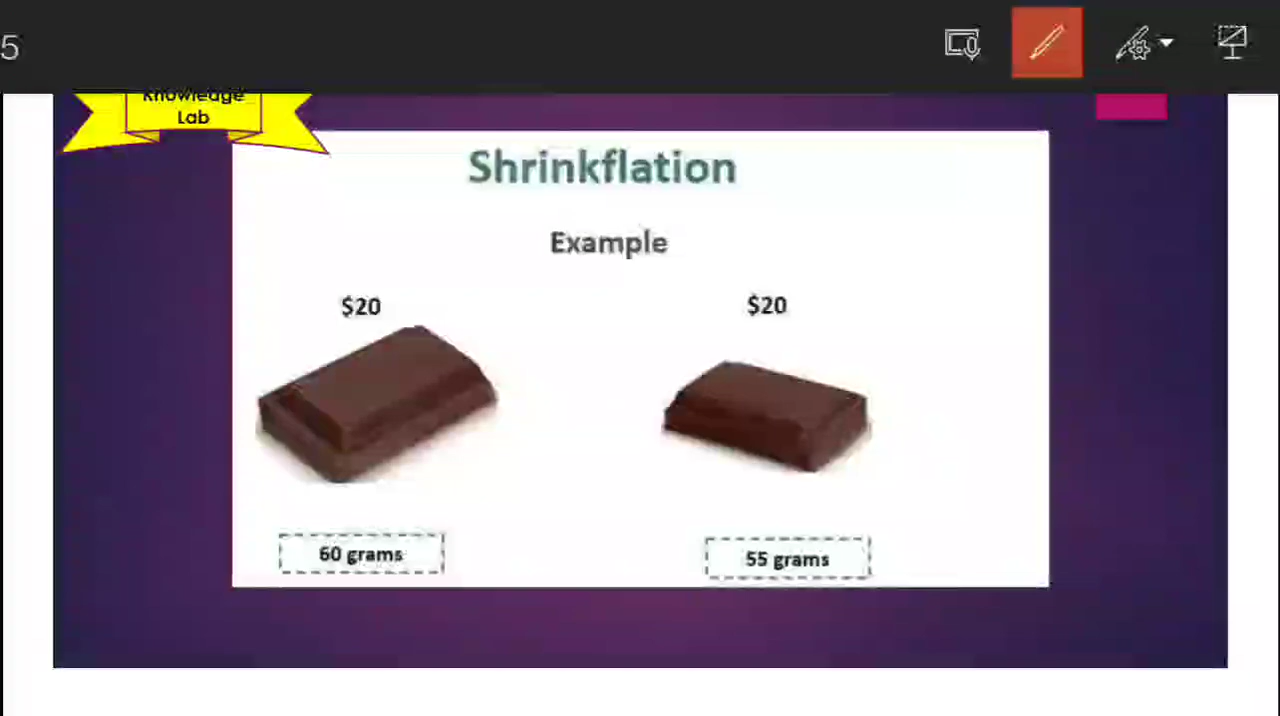 5
Knowledge
Lab
Shrinkflation
Example
$20
$20
60 grams
55 grams